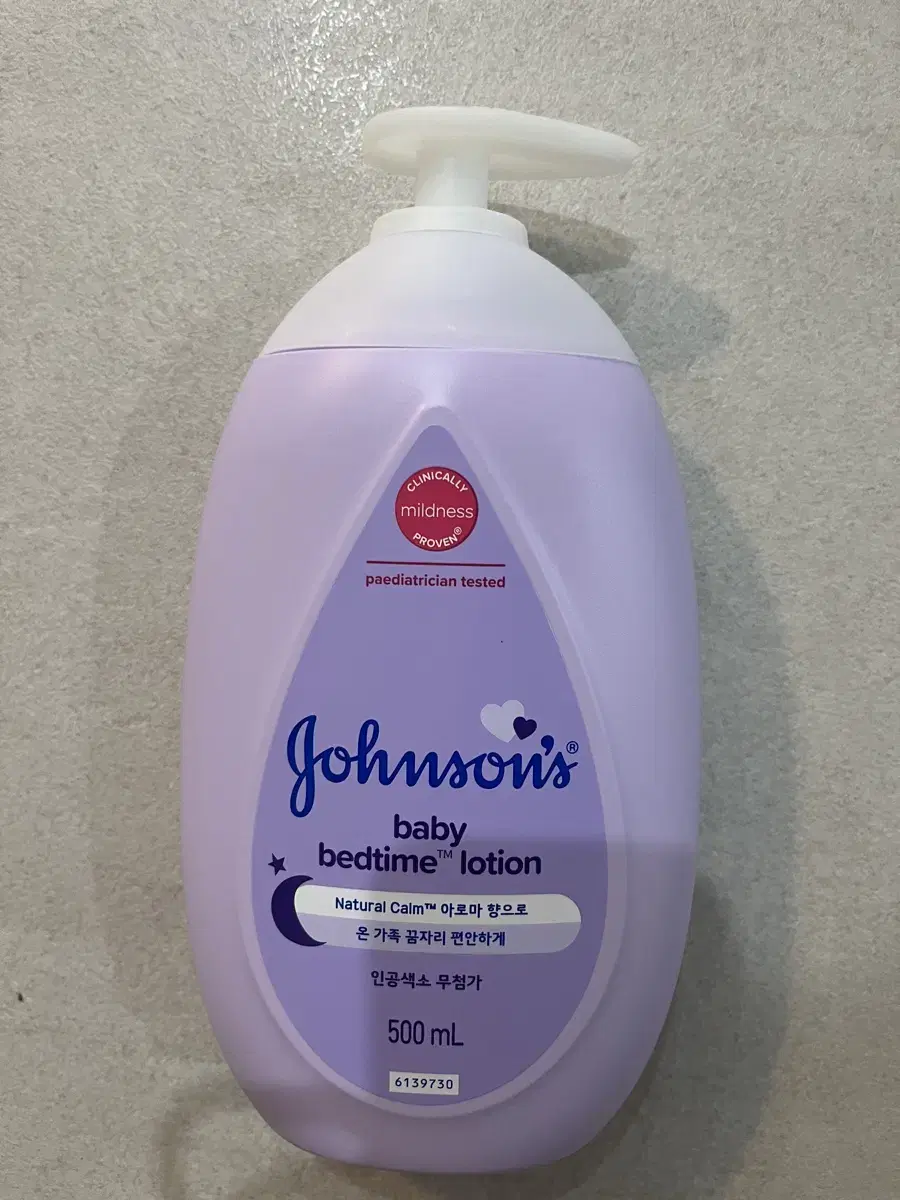 CLINICALLY
mildness
PROVEN®
paediatrician tested
Johnson's®
baby
bedtime™ lotion
Natural Calm™ 아로마 향으로
온 가족 꿈자리 편안하게
인공색소 무첨가
500 mL
6139730